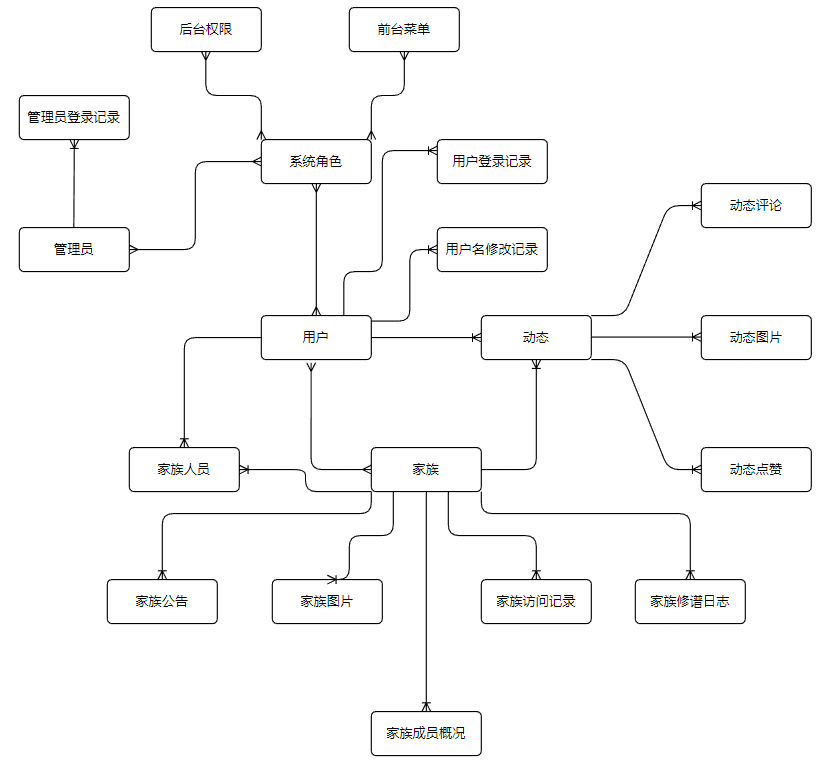 后台权限
前台菜单
管理员登录记录
系统角色
用户登录记录
动态评论
管理员
用户名修改记录
用户
动态
动态图片
家族人员
家族
动态点赞
家族公告
家族图片
家族访问记录
家族修谱日志
家族成员概况